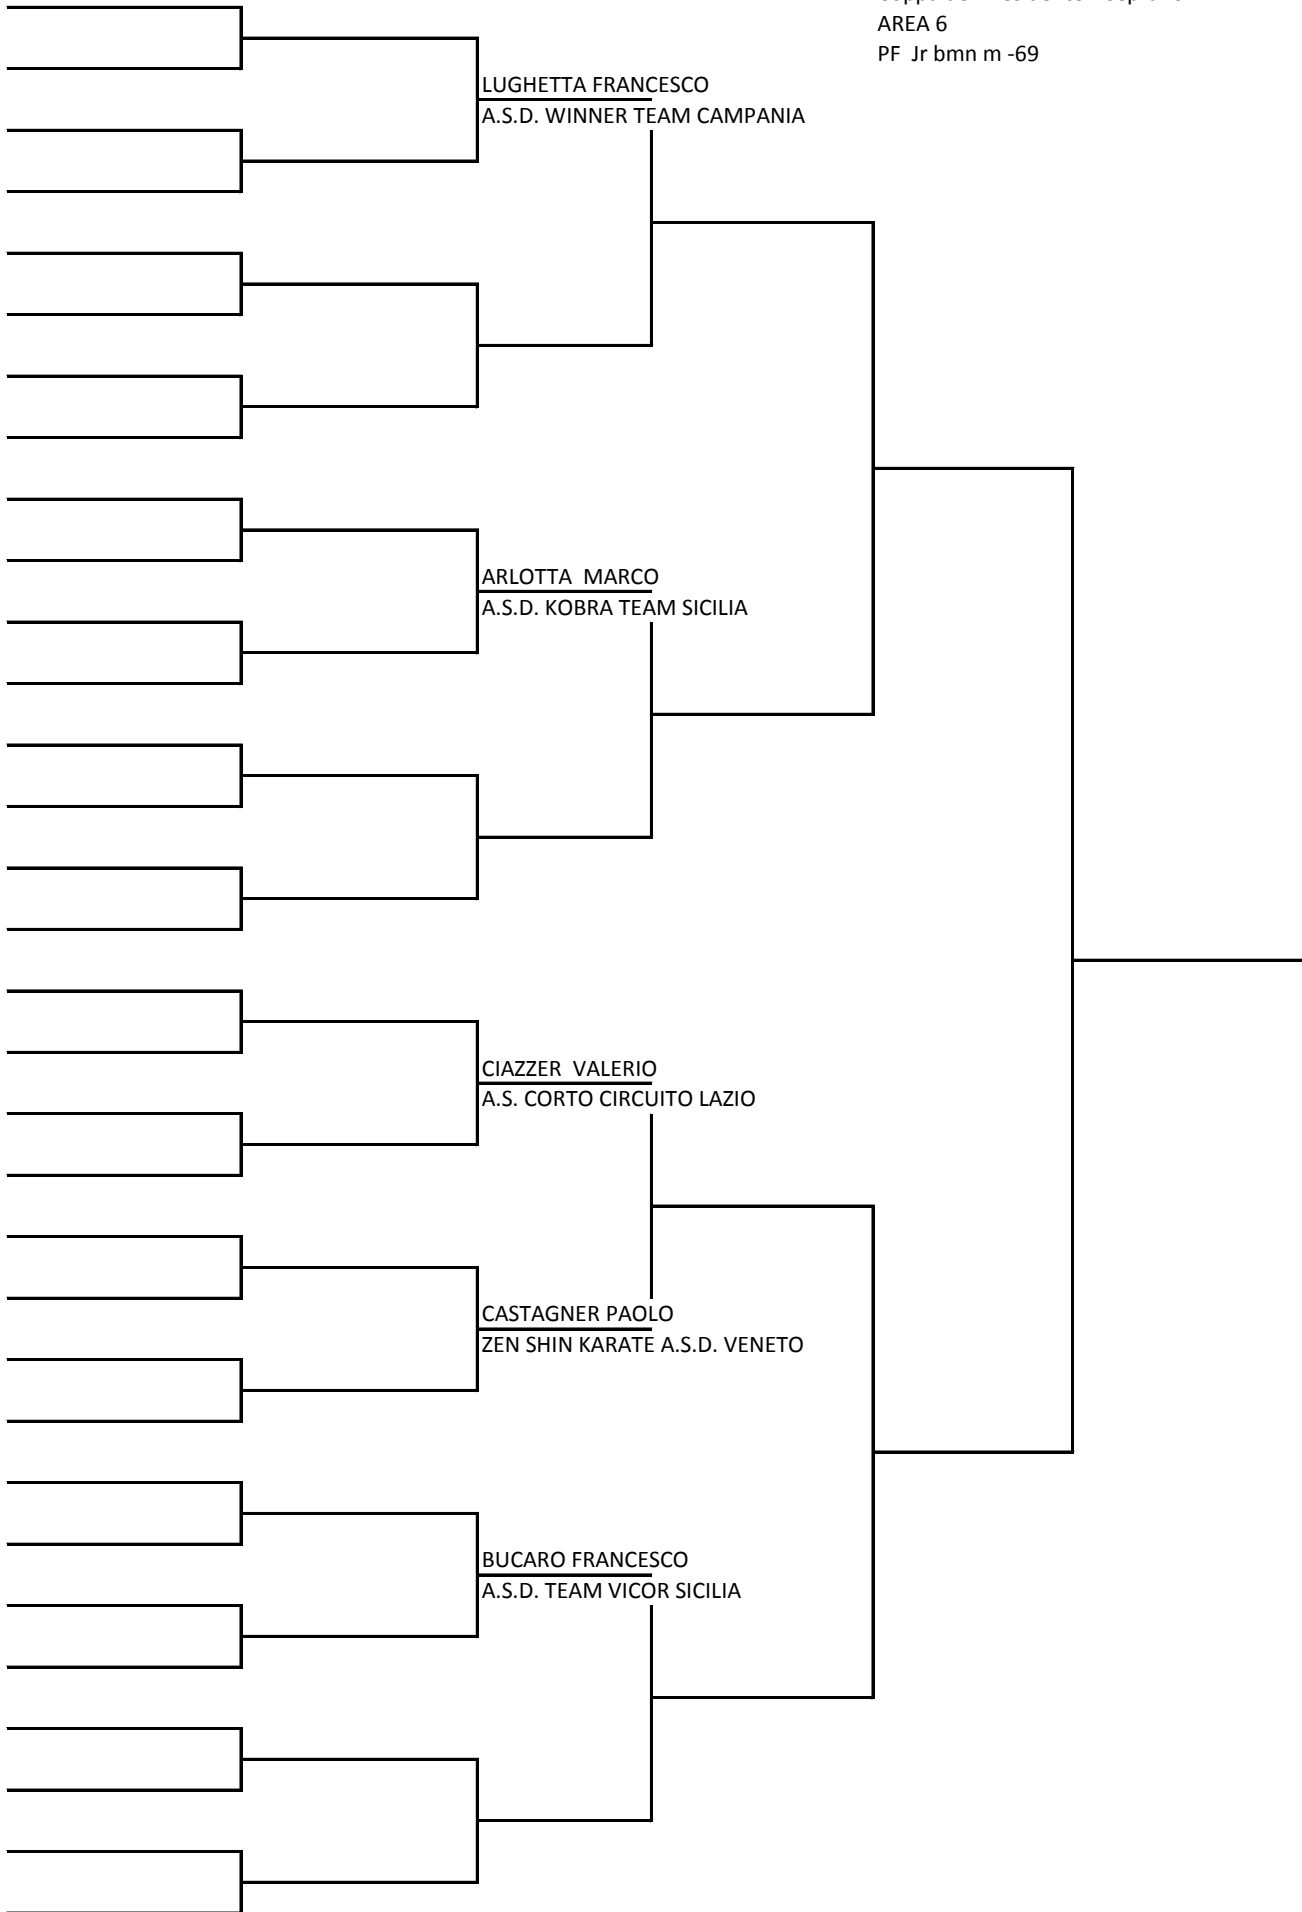 AREA 6
PF Jr bmn m -69
LUGHETTA FRANCESCO
A.S.D. WINNER TEAM CAMPANIA
ARLOTTA MARCO
A.S.D. KOBRA TEAM SICILIA
CIAZZER VALERIO
A.S. CORTO CIRCUITO LAZIO
CASTAGNER PAOLO
ZEN SHIN KARATE A.S.D. VENETO
BUCARO FRANCESCO
A.S.D. TEAM VICOR SICILIA